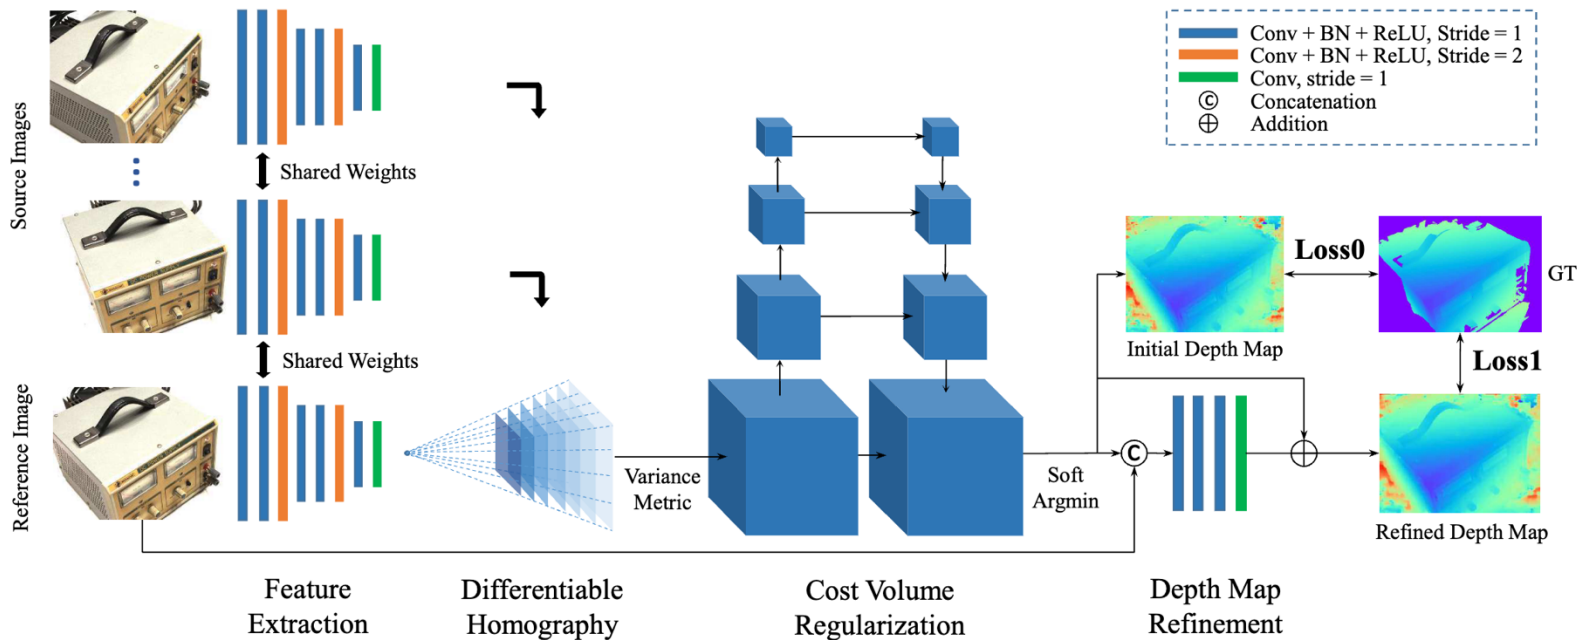 Source Images
Reference Image
Shared Weights
Shared Weights
Variance
Metric
Soft
Argmin
C
Conv + BN + ReLU, Stride = 1
Conv + BN + ReLU, Stride = 2
Conv, stride = 1
C Concatenation
Addition
Loss0
GT
Initial Depth Map
Loss1
Refined Depth Map
Feature
Extraction
Differentiable
Homography
Cost Volume
Regularization
Depth Map
Refinement